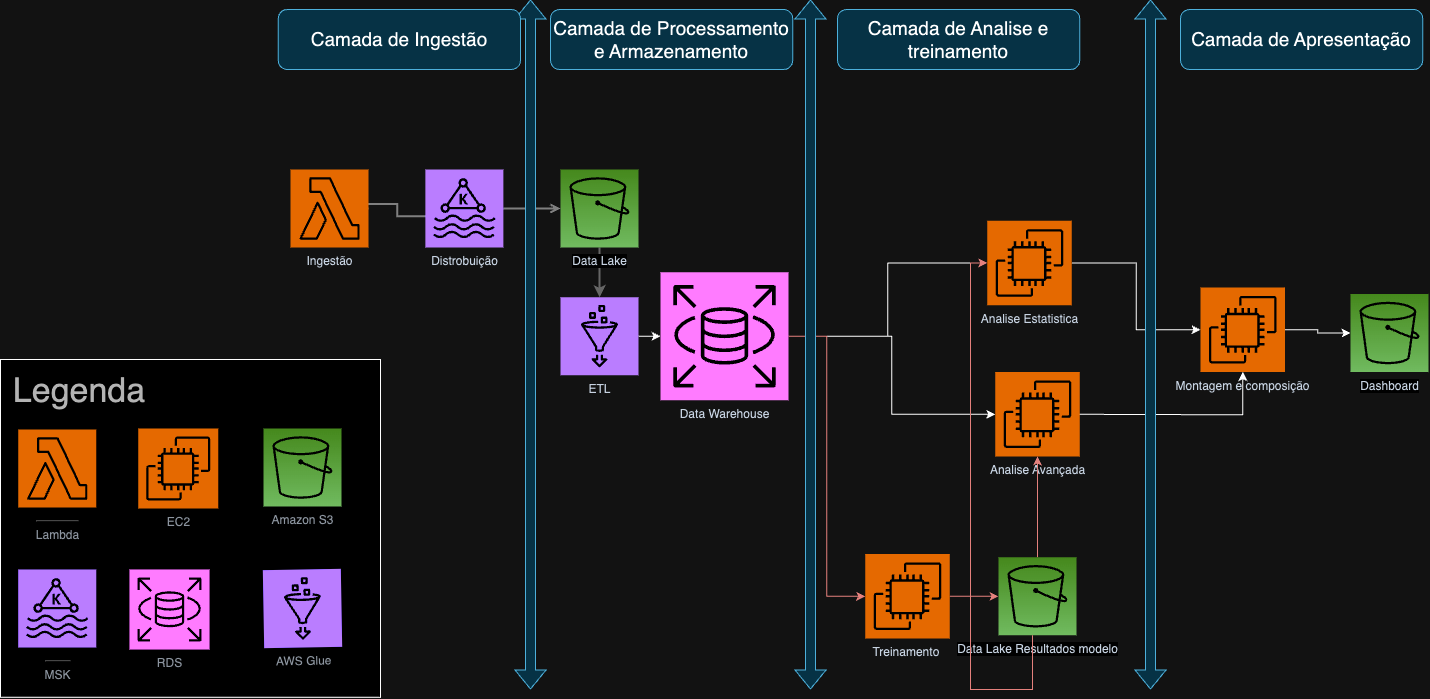 Camada de Ingestão
Camada de Processamento
e Armazenamento
Camada de Analise e
treinamento
Camada de Apresentação
K
Ingestão
Distrobuição
Data Lake
ETL
Data Warehouse
Analise Estatistica
Analise Avançada
Montagem e composição
Dashboard
Treinamento
Data Lake Resultados modelo
Legenda
Lambda
EC2
Amazon S3
K
MSK
RDS
AWS Glue